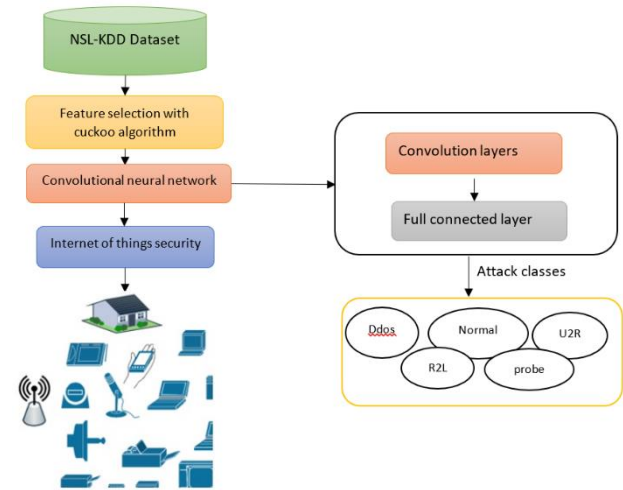 NSL-KDD Dataset
Feature selection with
cuckoo algorithm
Convolutional neural network
Internet of things security
Convolution layers
Full connected layer
Attack classes
Ddos
Normal
U2R
R2L
probe